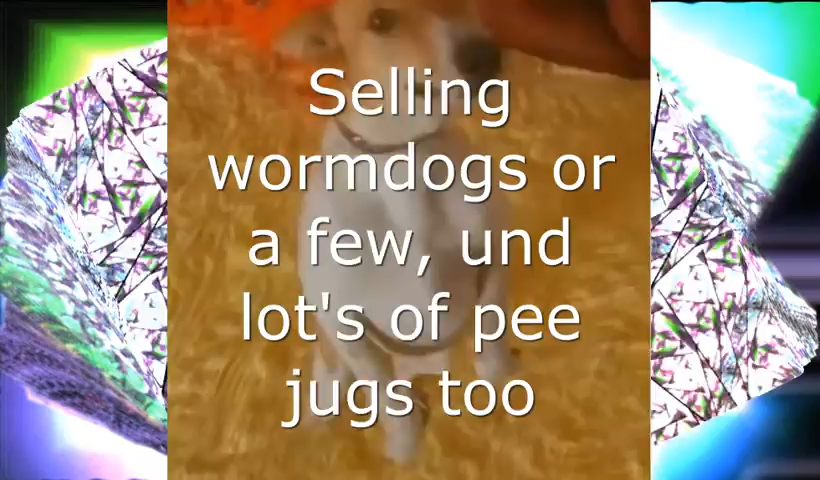 Selling
wormdogs or
a few, und
lot's of pee
jugs too